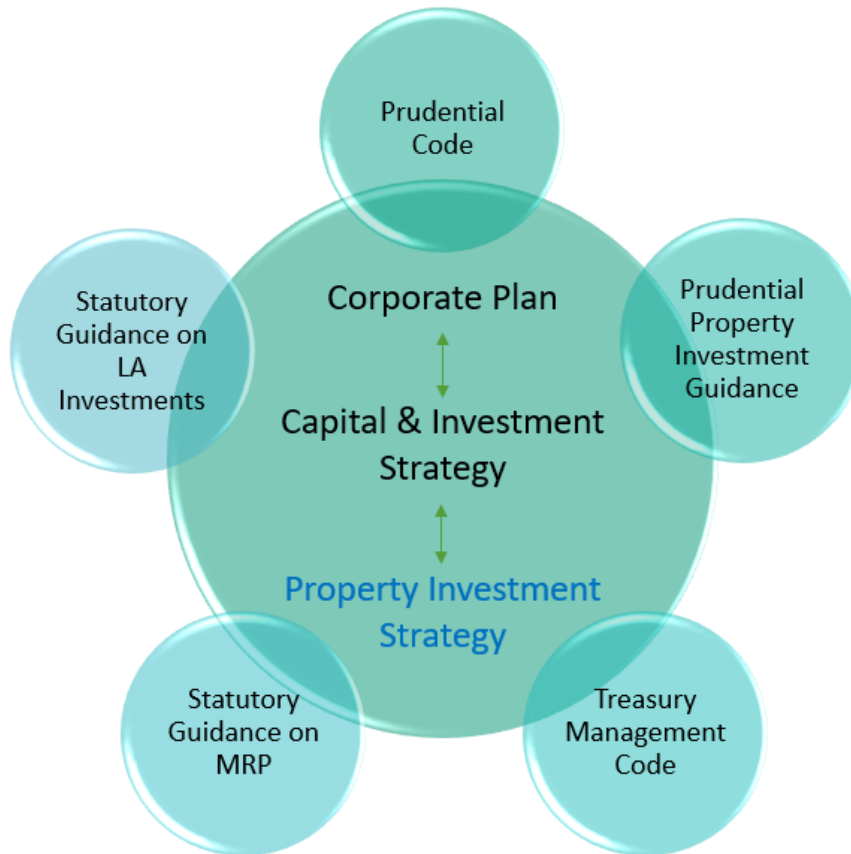 Prudential
Code
Statutory
Guidance on
LA
Investments
Corporate Plan
Prudential
Property
Investment
Guidance
Capital & Investment
Strategy
Property Investment
Strategy
Statutory
Guidance on
MRP
Treasury
Management
Code